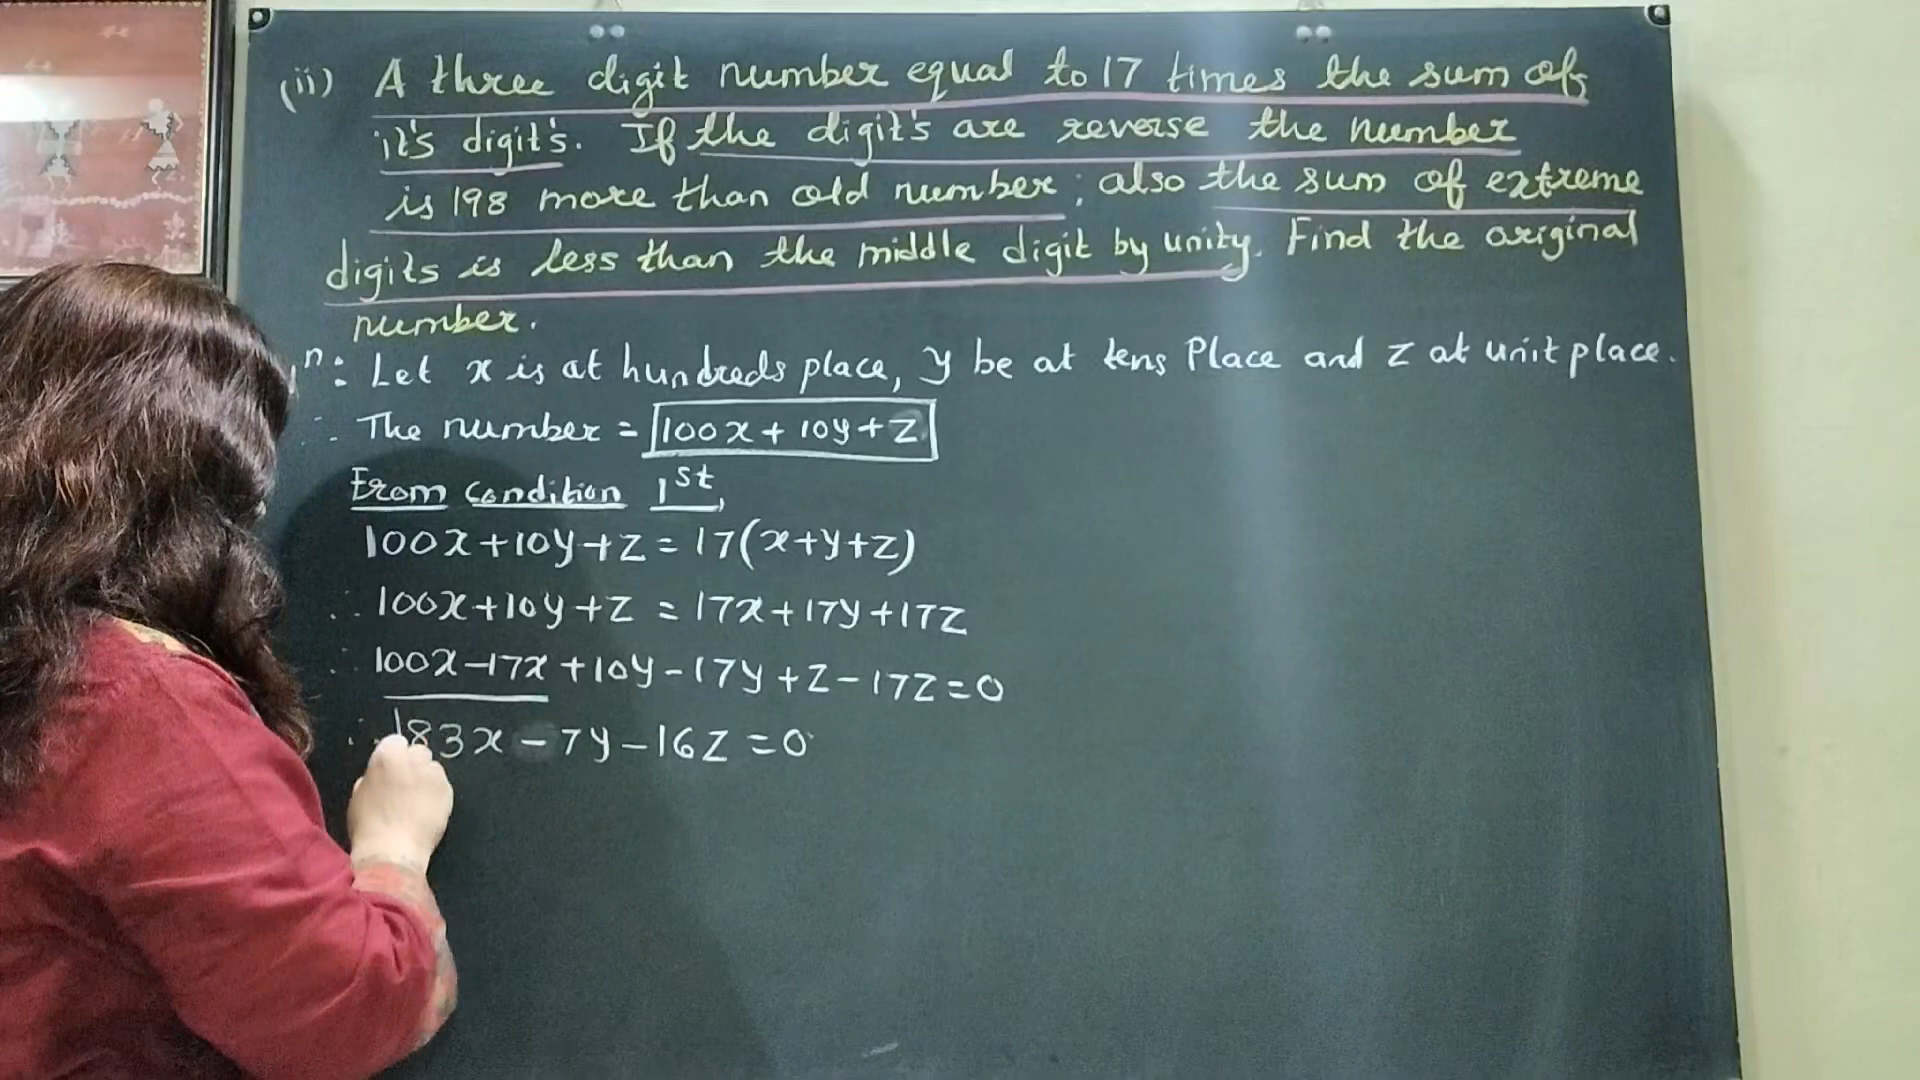 (ii) A three digit number equal to 17 times the sum of
it's digit's. If the digit's are reverse the number
is 198 more than old number; also the sum of extreme
digits is less than the middle digit by unity. Find the original
number.
n: Let x is at hundreds place, y be at tens Place and z at unit place.
∴ The number = 100x + 10y + z
From condition 1st,
100x+10y+z = 17(x+y+z)
∴ 100x+10y+z = 17x+17y+17z
∴ 100x-17x+10y-17y+z-17z=0
∴ 83x - 7y - 16z = 0